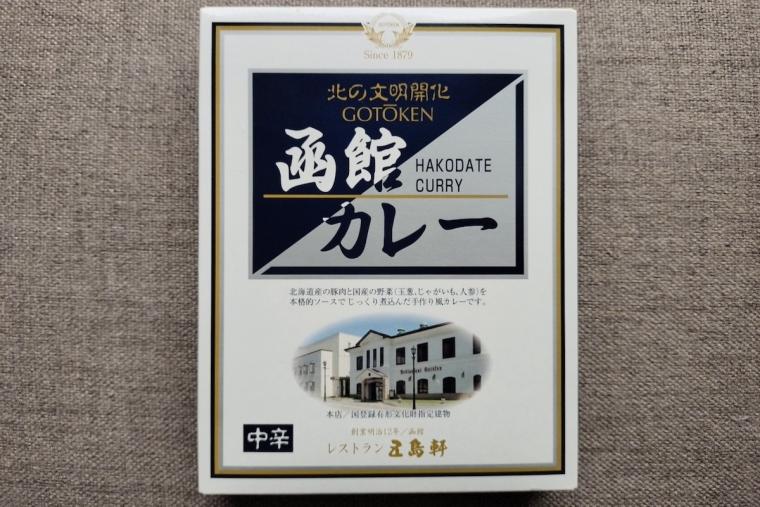 GOTOKEN
Since 1879
北の文明開化
GOTŌKEN
函館
HAKODATE
CURRY
カレー
北海道産の豚肉と国産の野菜(玉葱、じゃがいも、人参)を
本格的ソースでじっくり煮込んだ手作り風カレーです。
Restaurant Gotoken
本店／国登録有形文化財指定建物
中辛
創業明治12年／函館
レストラン 五島軒